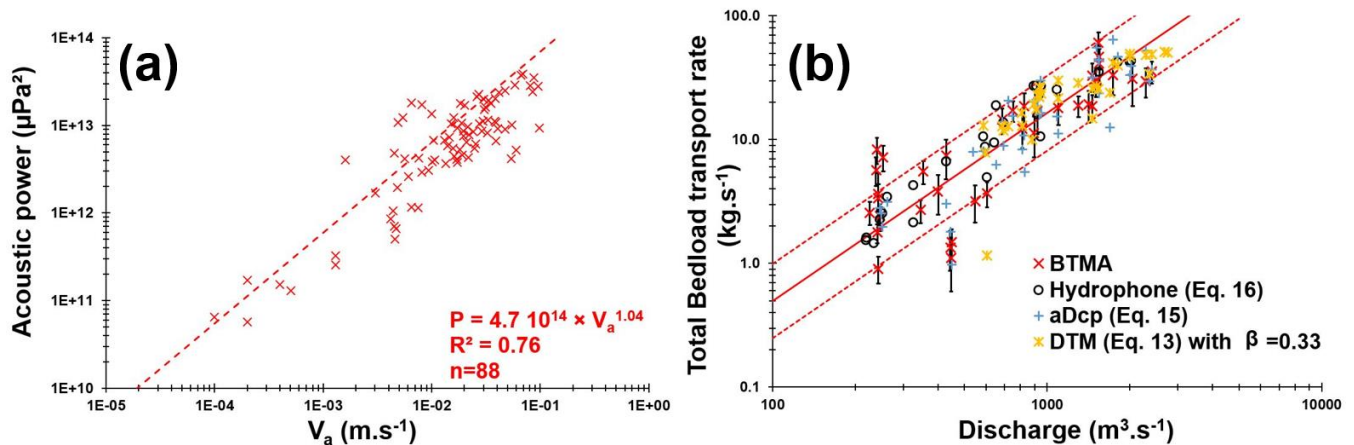 (a)
Acoustic power (µPa²)
1E+14
1E+13
1E+12
1E+11
1E+10
1E-05
1E-04
1E-03
1E-02
1E-01
1E+00
Vₐ (m.s⁻¹)
P = 4.7 10¹⁴ × Vₐ¹·⁰⁴
R² = 0.76
n=88
(b)
Total Bedload transport rate
(kg.s⁻¹)
100.0
10.0
1.0
0.1
100
1000
10000
Discharge (m³.s⁻¹)
BTMA
Hydrophone (Eq. 16)
aDcp (Eq. 15)
DTM (Eq. 13) with β =0.33